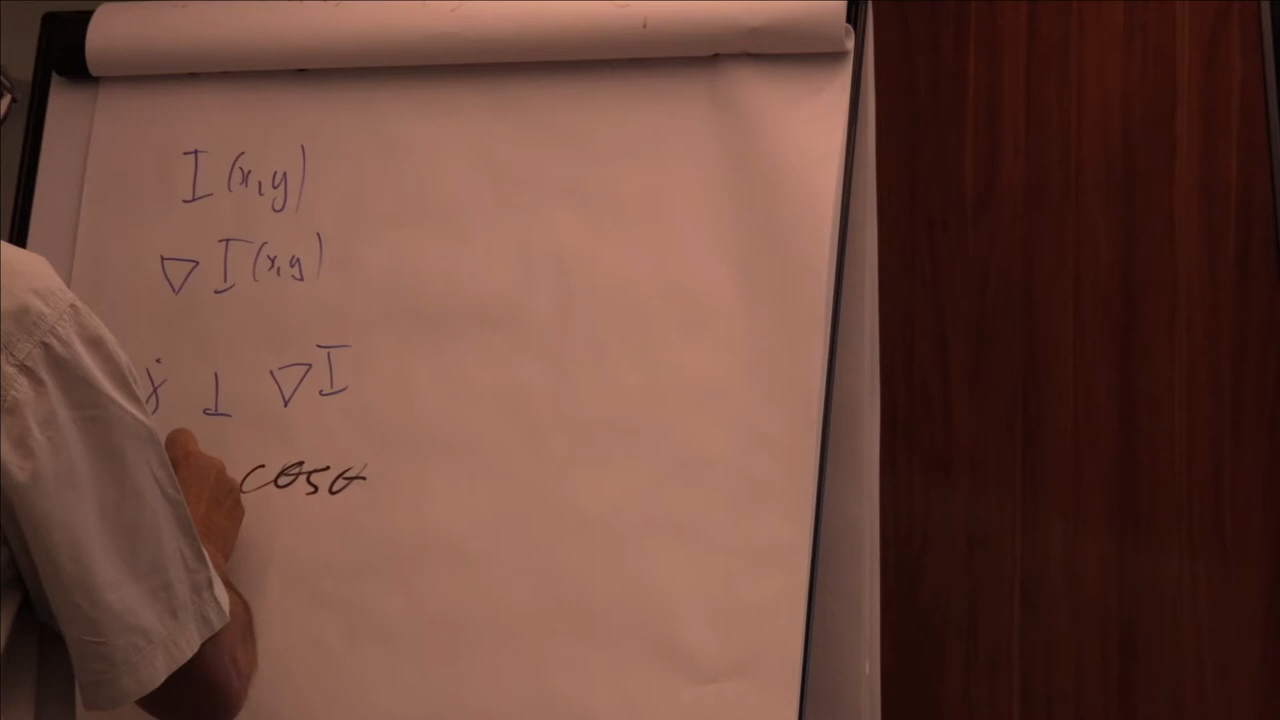 I(x,y)
∇I(x,y)
ẋ ⊥ ∇I
cosθ